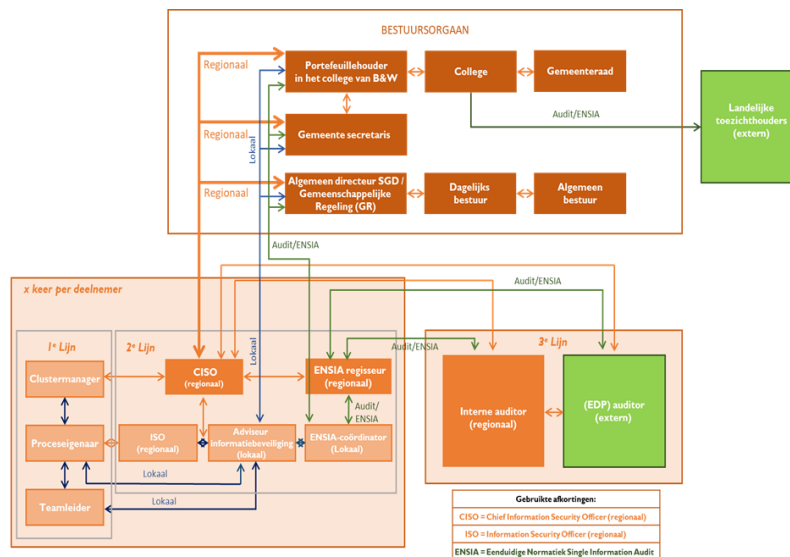 BESTUURSORGAAN
Regionaal
Portefeuillehouder
in het college van B&W
College
Gemeenteraad
Landelijke
toezichthouders
(extern)
Audit/ENSIA
Regionaal
Gemeente secretaris
Lokaal
Regionaal
Algemeen directeur SGD /
Gemeenschappelijke
Regeling (GR)
Dagelijks
bestuur
Algemeen
bestuur
Audit/ENSIA
Audit/ENSIA
x keer per deelnemer
1e Lijn
2e Lijn
Lokaal
Audit/ENSIA
3e Lijn
Clustermanager
CISO
(regionaal)
ENSIA regisseur
(regionaal)
Audit/
ENSIA
Interne auditor
(regionaal)
(EDP) auditor
(extern)
Proceseigenaar
ISO
(regionaal)
Adviseur
informatiebeveiliging
(lokaal)
ENSIA-coördinator
(Lokaal)
Lokaal
Teamleider
Lokaal
Gebruikte afkortingen:
CISO = Chief Information Security Officer (regionaal)
ISO = Information Security Officer (regionaal)
ENSIA = Eenduidige Normatiek Single Information Audit